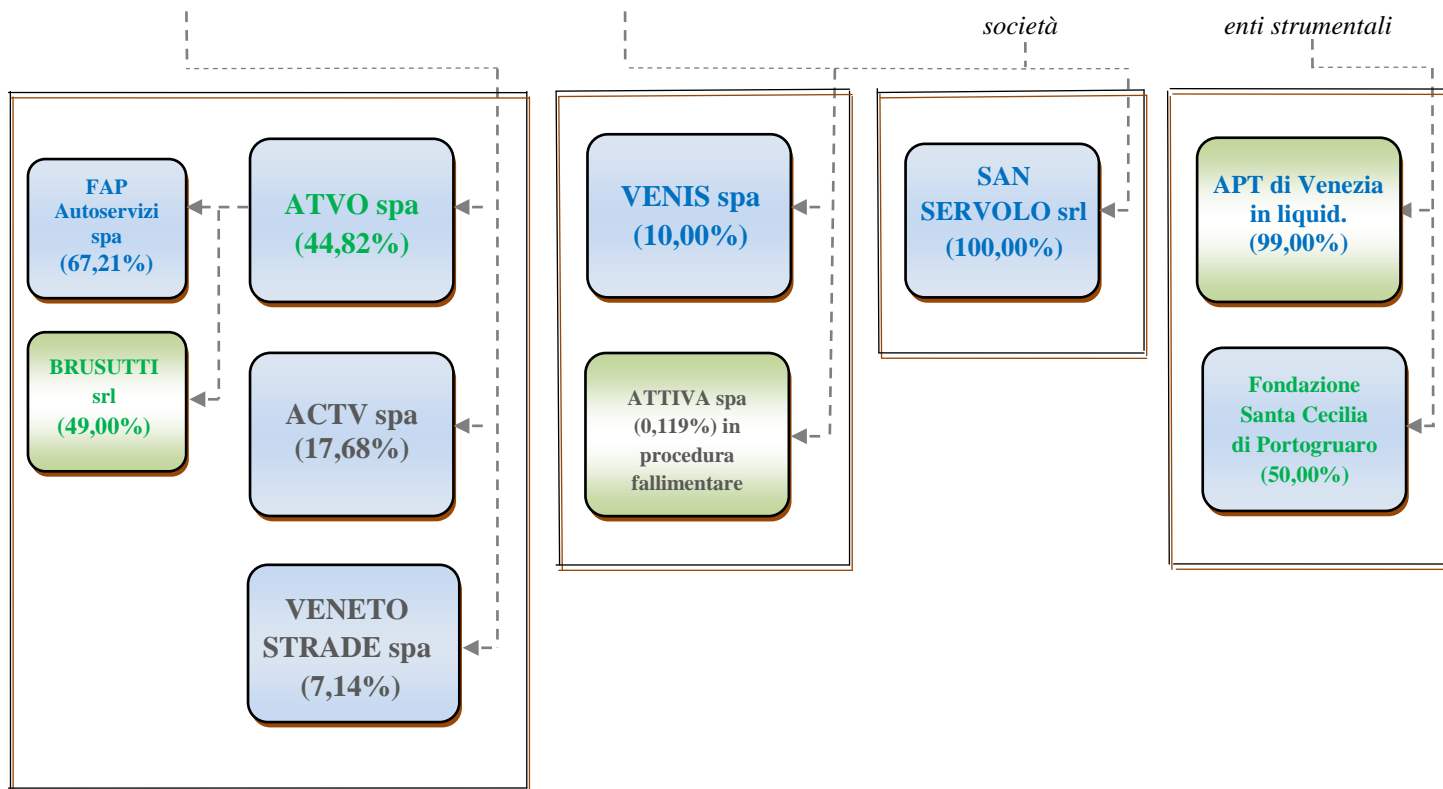 società
enti strumentali
FAP
Autoservizi
spa
(67,21%)
ATVO spa
(44,82%)
BRUSUTTI
srl
(49,00%)
ACTV spa
(17,68%)
VENETO
STRADE spa
(7,14%)
VENIS spa
(10,00%)
ATTIVA spa
(0,119%) in
procedura
fallimentare
SAN
SERVOLO srl
(100,00%)
APT di Venezia
in liquid.
(99,00%)
Fondazione
Santa Cecilia
di Portogruaro
(50,00%)